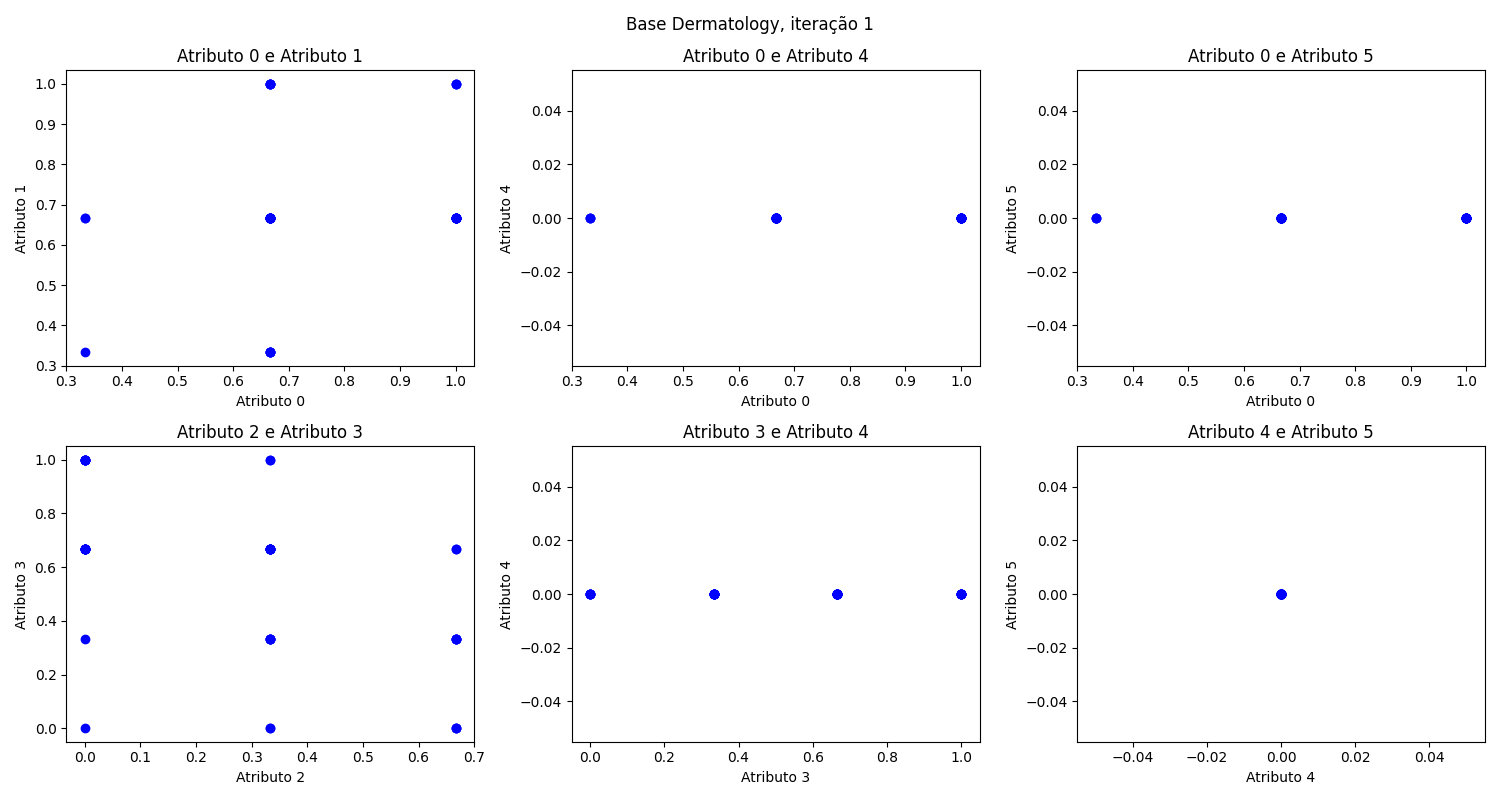 Base Dermatology, iteração 1
Atributo 0 e Atributo 1
1.0
0.9
0.8
0.7
0.6
0.5
0.4
0.3
Atributo 1
0.3 0.4 0.5 0.6 0.7 0.8 0.9 1.0
Atributo 0
Atributo 0 e Atributo 4
0.04
0.02
0.00
−0.02
−0.04
Atributo 4
0.3 0.4 0.5 0.6 0.7 0.8 0.9 1.0
Atributo 0
Atributo 0 e Atributo 5
0.04
0.02
0.00
−0.02
−0.04
Atributo 5
0.3 0.4 0.5 0.6 0.7 0.8 0.9 1.0
Atributo 0
Atributo 2 e Atributo 3
1.0
0.8
0.6
0.4
0.2
0.0
Atributo 3
0.0 0.1 0.2 0.3 0.4 0.5 0.6 0.7
Atributo 2
Atributo 3 e Atributo 4
0.04
0.02
0.00
−0.02
−0.04
Atributo 4
0.0 0.2 0.4 0.6 0.8 1.0
Atributo 3
Atributo 4 e Atributo 5
0.04
0.02
0.00
−0.02
−0.04
Atributo 5
−0.04 −0.02 0.00 0.02 0.04
Atributo 4